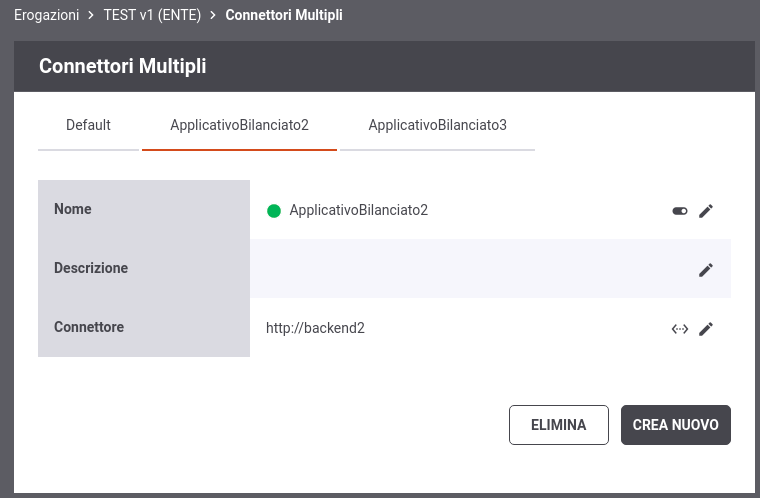 Erogazioni > TEST v1 (ENTE) > Connettori Multipli
Connettori Multipli
Default ApplicativoBilanciato2 ApplicativoBilanciato3
Nome ApplicativoBilanciato2
Descrizione
Connettore http://backend2
ELIMINA CREA NUOVO